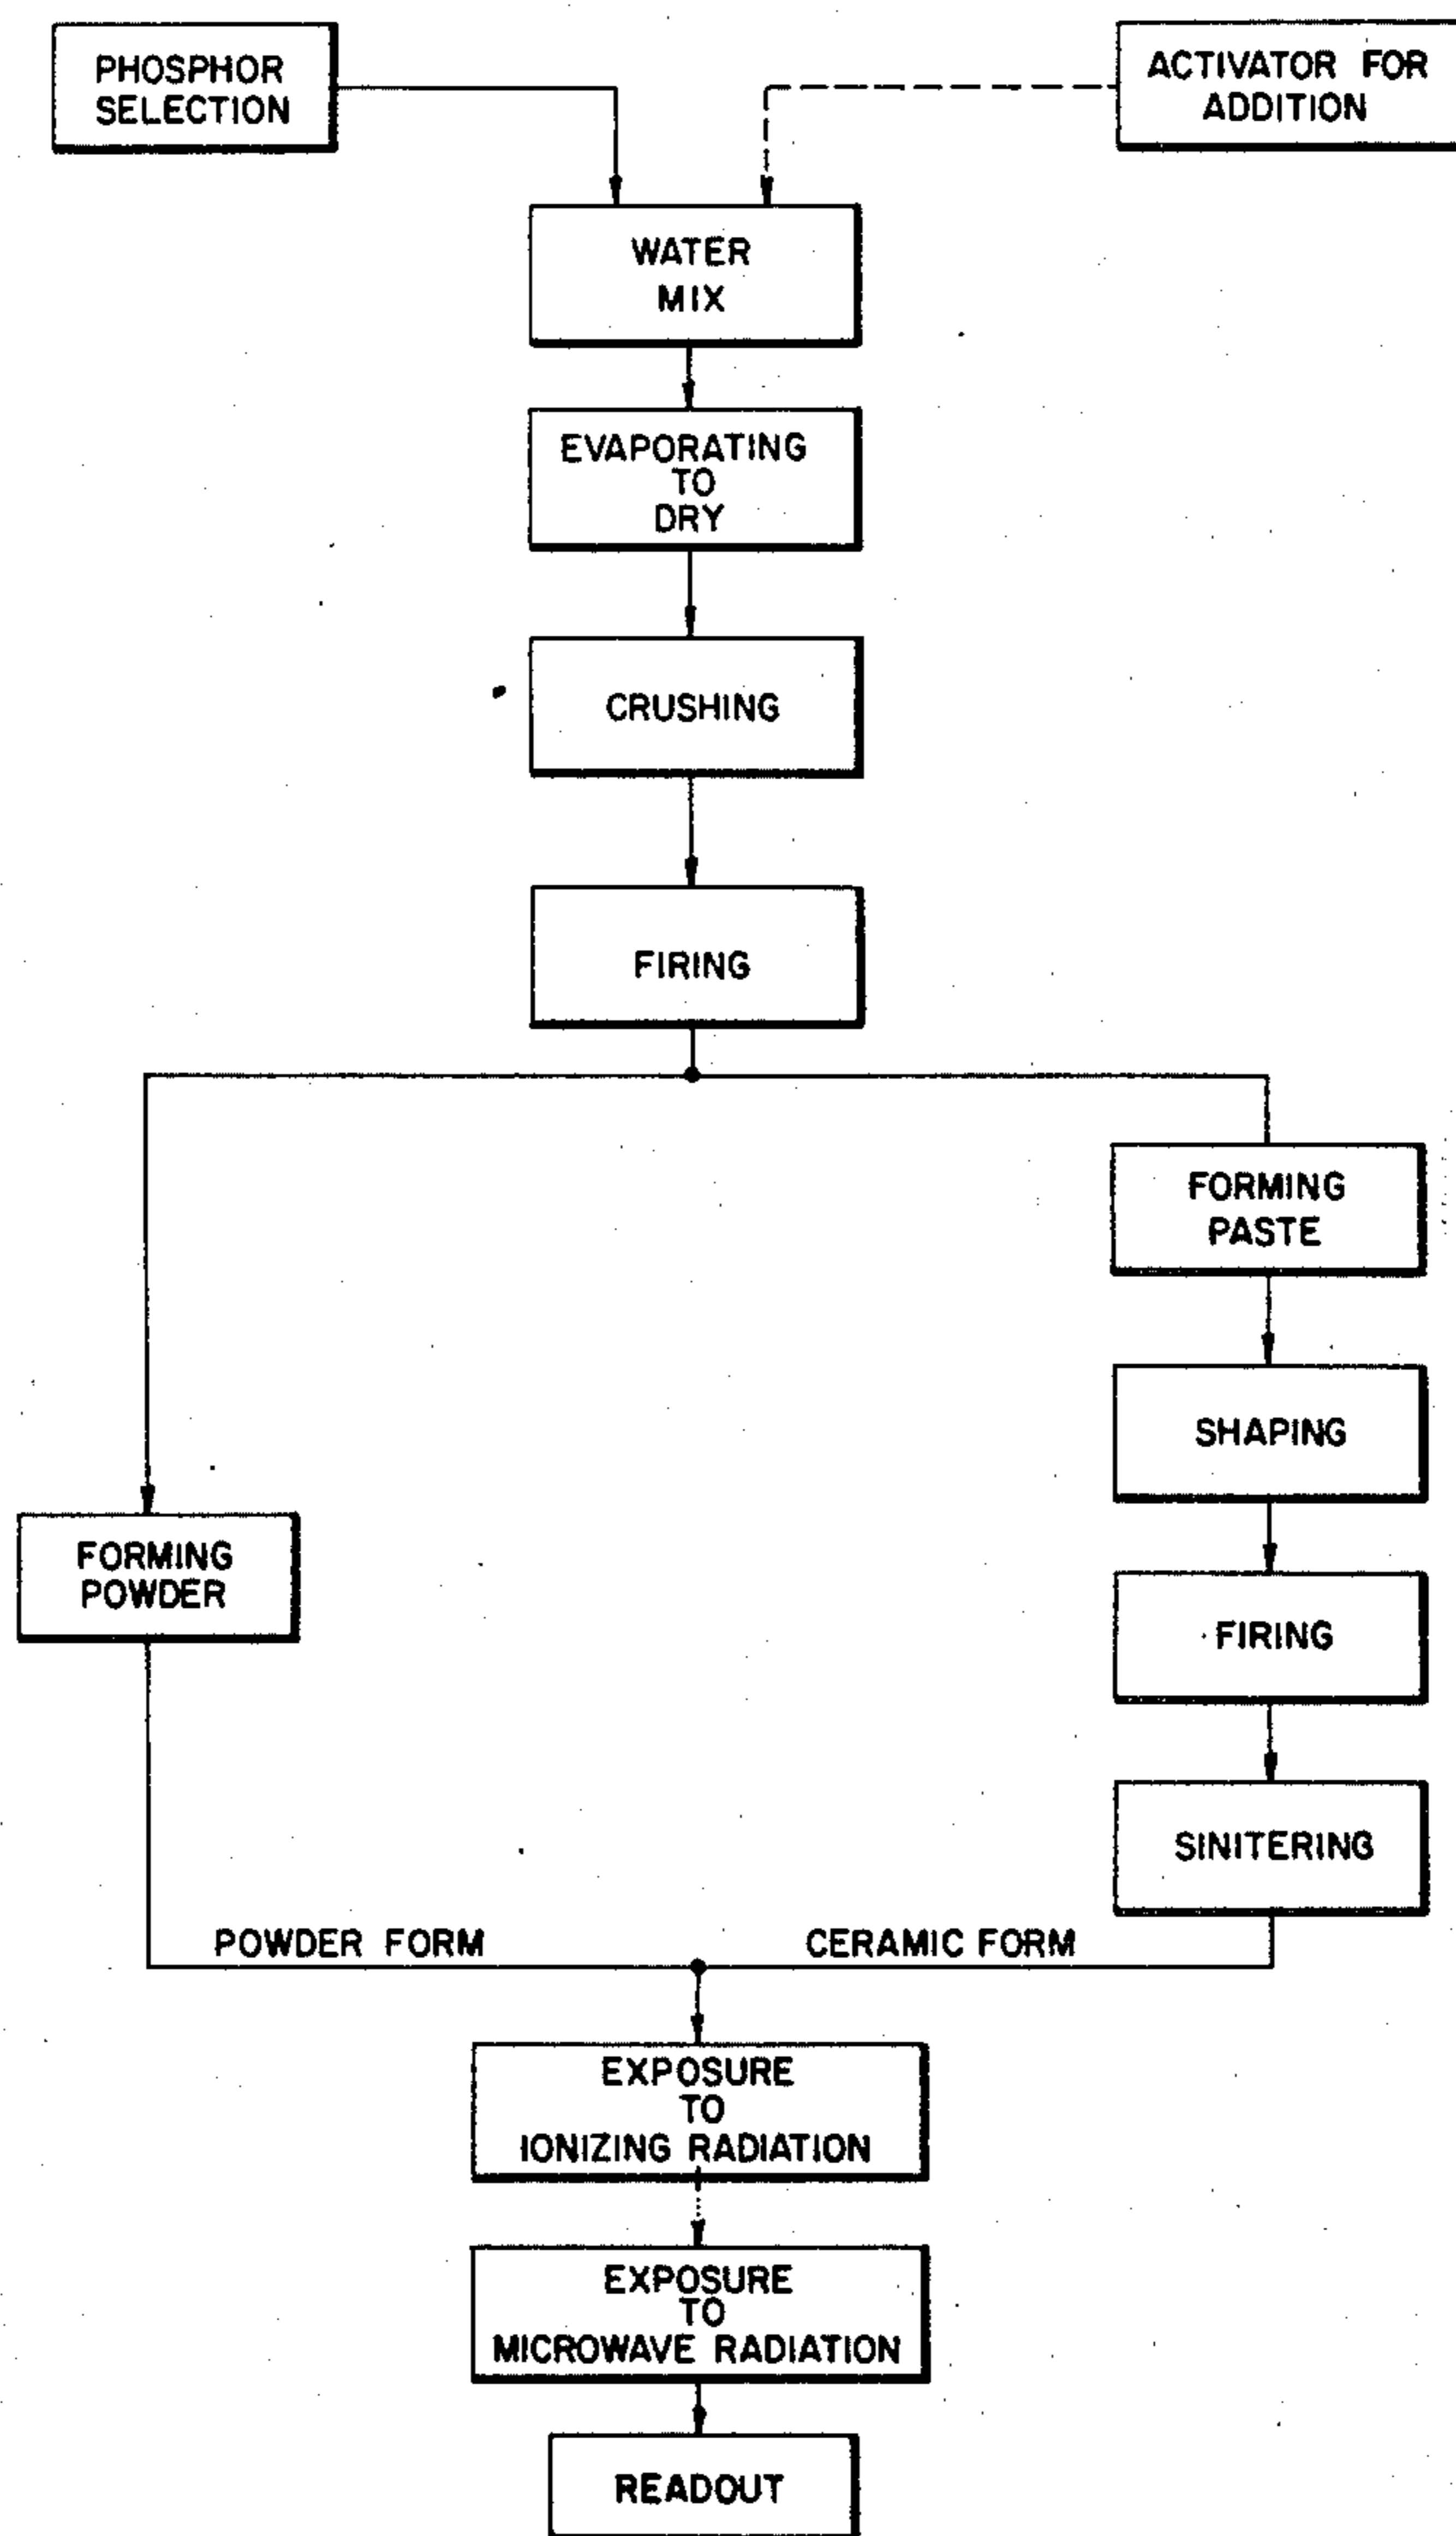 PHOSPHOR
SELECTION
ACTIVATOR FOR
ADDITION
WATER
MIX
EVAPORATING
TO
DRY
CRUSHING
FIRING
FORMING
PASTE
SHAPING
FORMING
POWDER
FIRING
SINITERING
POWDER FORM
CERAMIC FORM
EXPOSURE
TO
IONIZING RADIATION
EXPOSURE
TO
MICROWAVE RADIATION
READOUT